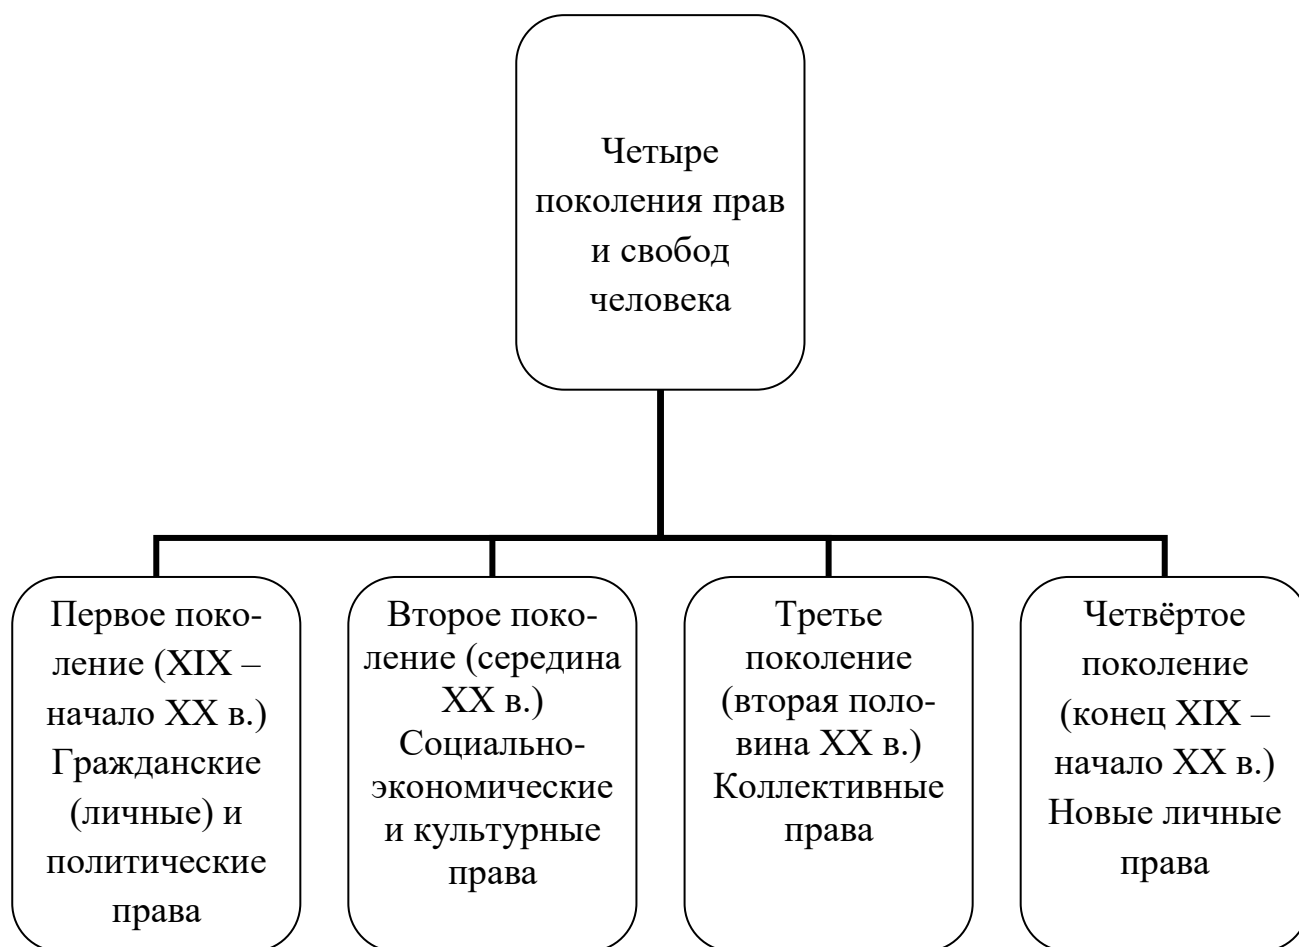 Четыре
поколения прав
и свобод
человека
Первое поко-
ление (XIX –
начало XX в.)
Гражданские
(личные) и
политические
права
Второе поко-
ление (середина
XX в.)
Социально-
экономические
и культурные
права
Третье
поколение
(вторая поло-
вина XX в.)
Коллективные
права
Четвёртое
поколение
(конец XIX –
начало XX в.)
Новые личные
права